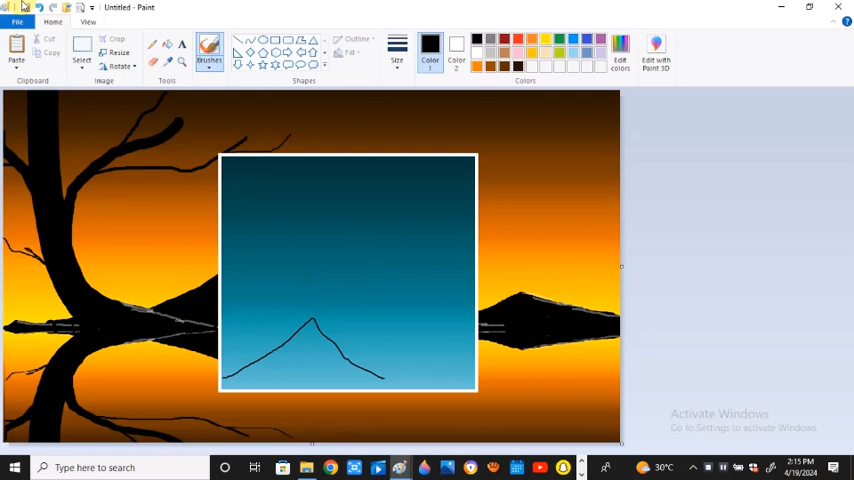 Untitled - Paint
File
Home
View
Paste
Cut
Copy
Clipboard
Select
Crop
Resize
Rotate
Image
A
Tools
Brushes
Outline
Fill
Shapes
Size
Color
1
Color
2
Edit
colors
Colors
Edit with
Paint 3D
Activate Windows
Go to Settings to activate Windows.
Type here to search
30°C
2:15 PM
4/19/2024